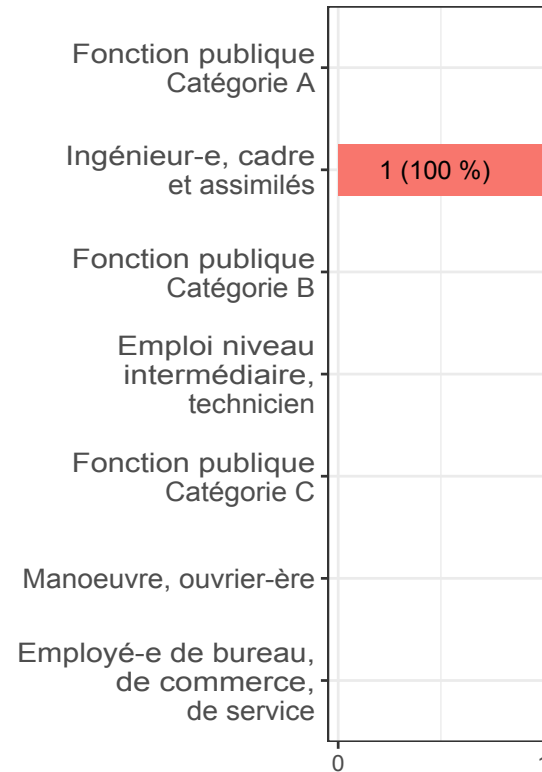 Fonction publique
Catégorie A
Ingénieur-e, cadre
et assimilés
1 (100 %)
Fonction publique
Catégorie B
Emploi niveau
intermédiaire,
technicien
Fonction publique
Catégorie C
Manoeuvre, ouvrier-ère
Employé-e de bureau,
de commerce,
de service
0